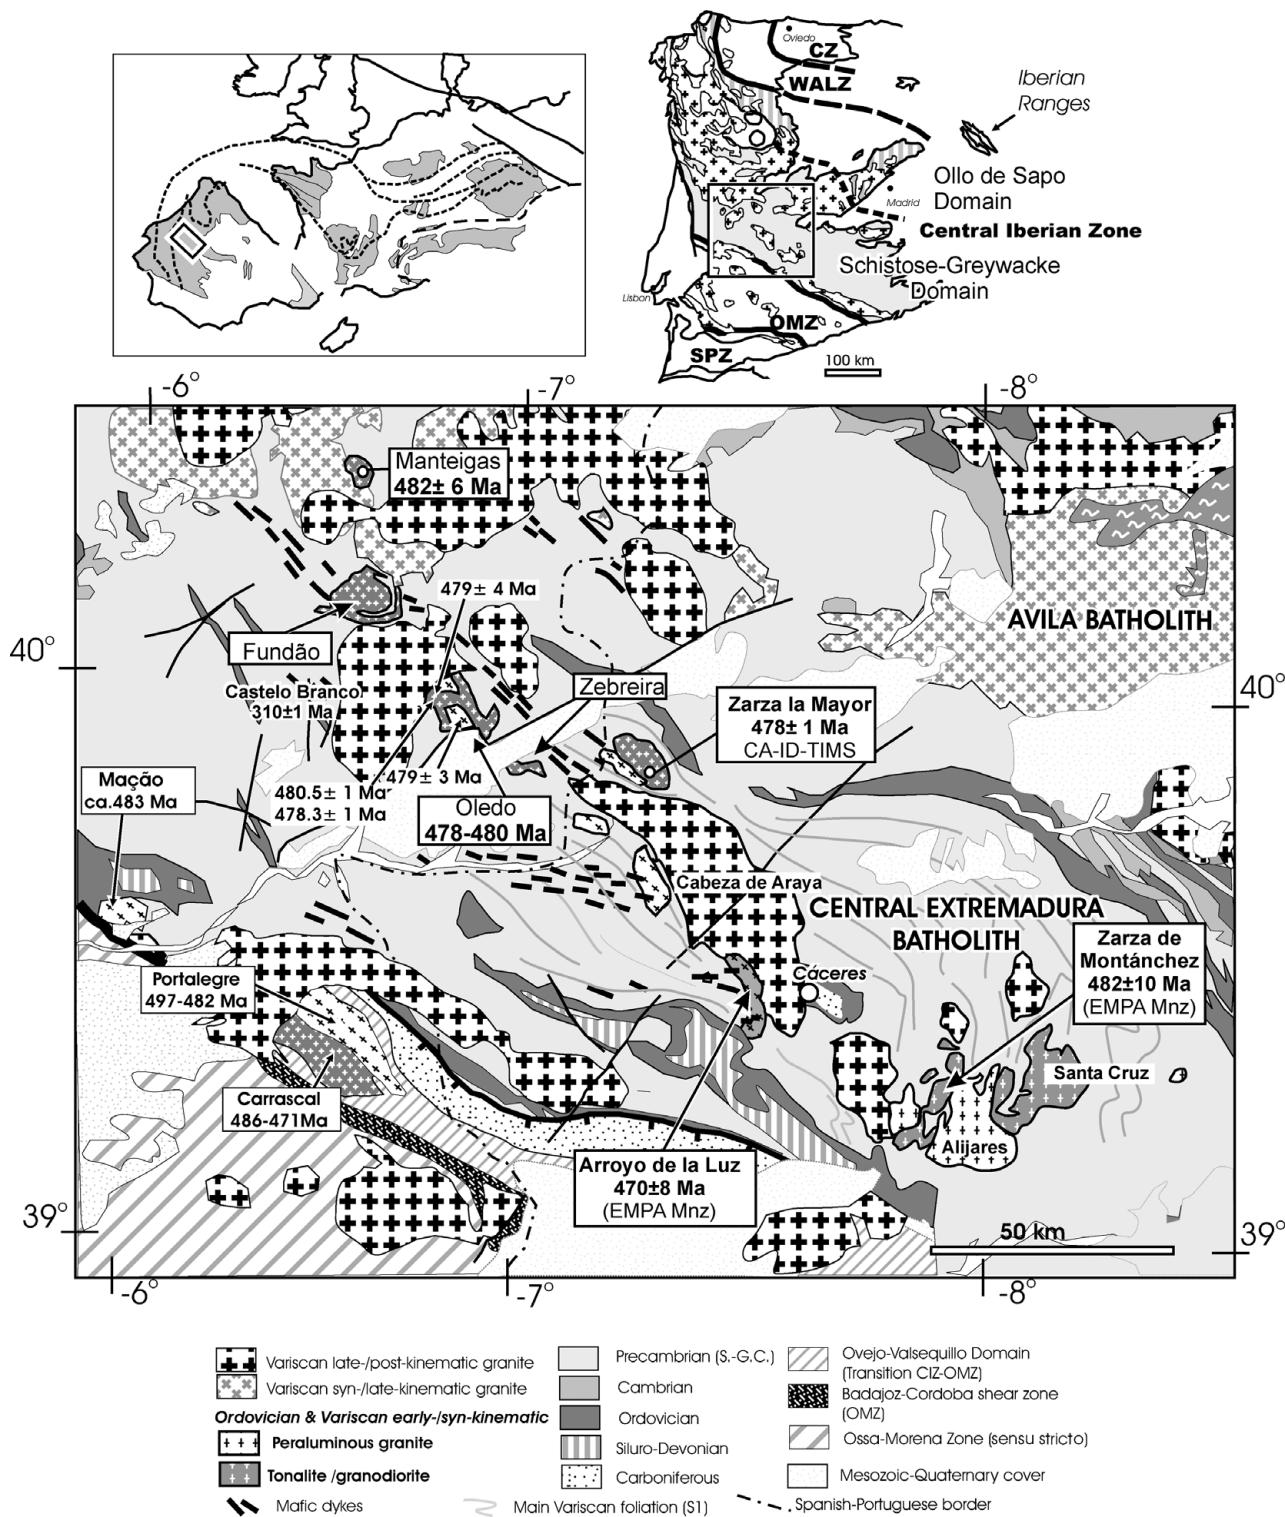 Oviedo
CZ
WALZ
Iberian
Ranges
Ollo de Sapo
Domain
Madrid
Central Iberian Zone
Schistose-Greywacke
Domain
Lisbon
OMZ
SPZ
100 km
-6°
-7°
-8°
Manteigas
482± 6 Ma
479± 4 Ma
AVILA BATHOLITH
40°
Fundão
Castelo Branco
310±1 Ma
Zebreira
40°
Zarza la Mayor
478± 1 Ma
CA-ID-TIMS
Mação
ca.483 Ma
479± 3 Ma
480.5± 1 Ma
478.3± 1 Ma
Oledo
478-480 Ma
Cabeza de Araya
CENTRAL EXTREMADURA
BATHOLITH
Zarza de
Montánchez
482±10 Ma
(EMPA Mnz)
Portalegre
497-482 Ma
Cáceres
Santa Cruz
Carrascal
486-471Ma
Alijares
Arroyo de la Luz
470±8 Ma
(EMPA Mnz)
39°
50 km
39°
-6°
-7°
-8°
Variscan late-/post-kinematic granite
Variscan syn-/late-kinematic granite
Ordovician & Variscan early-/syn-kinematic
Peraluminous granite
Tonalite /granodiorite
Mafic dykes
Precambrian (S.-G.C.)
Cambrian
Ordovician
Siluro-Devonian
Carboniferous
Main Variscan foliation (S1)
Ovejo-Valsequillo Domain
(Transition CIZ-OMZ)
Badajoz-Cordoba shear zone
(OMZ)
Ossa-Morena Zone (sensu stricto)
Mesozoic-Quaternary cover
Spanish-Portuguese border